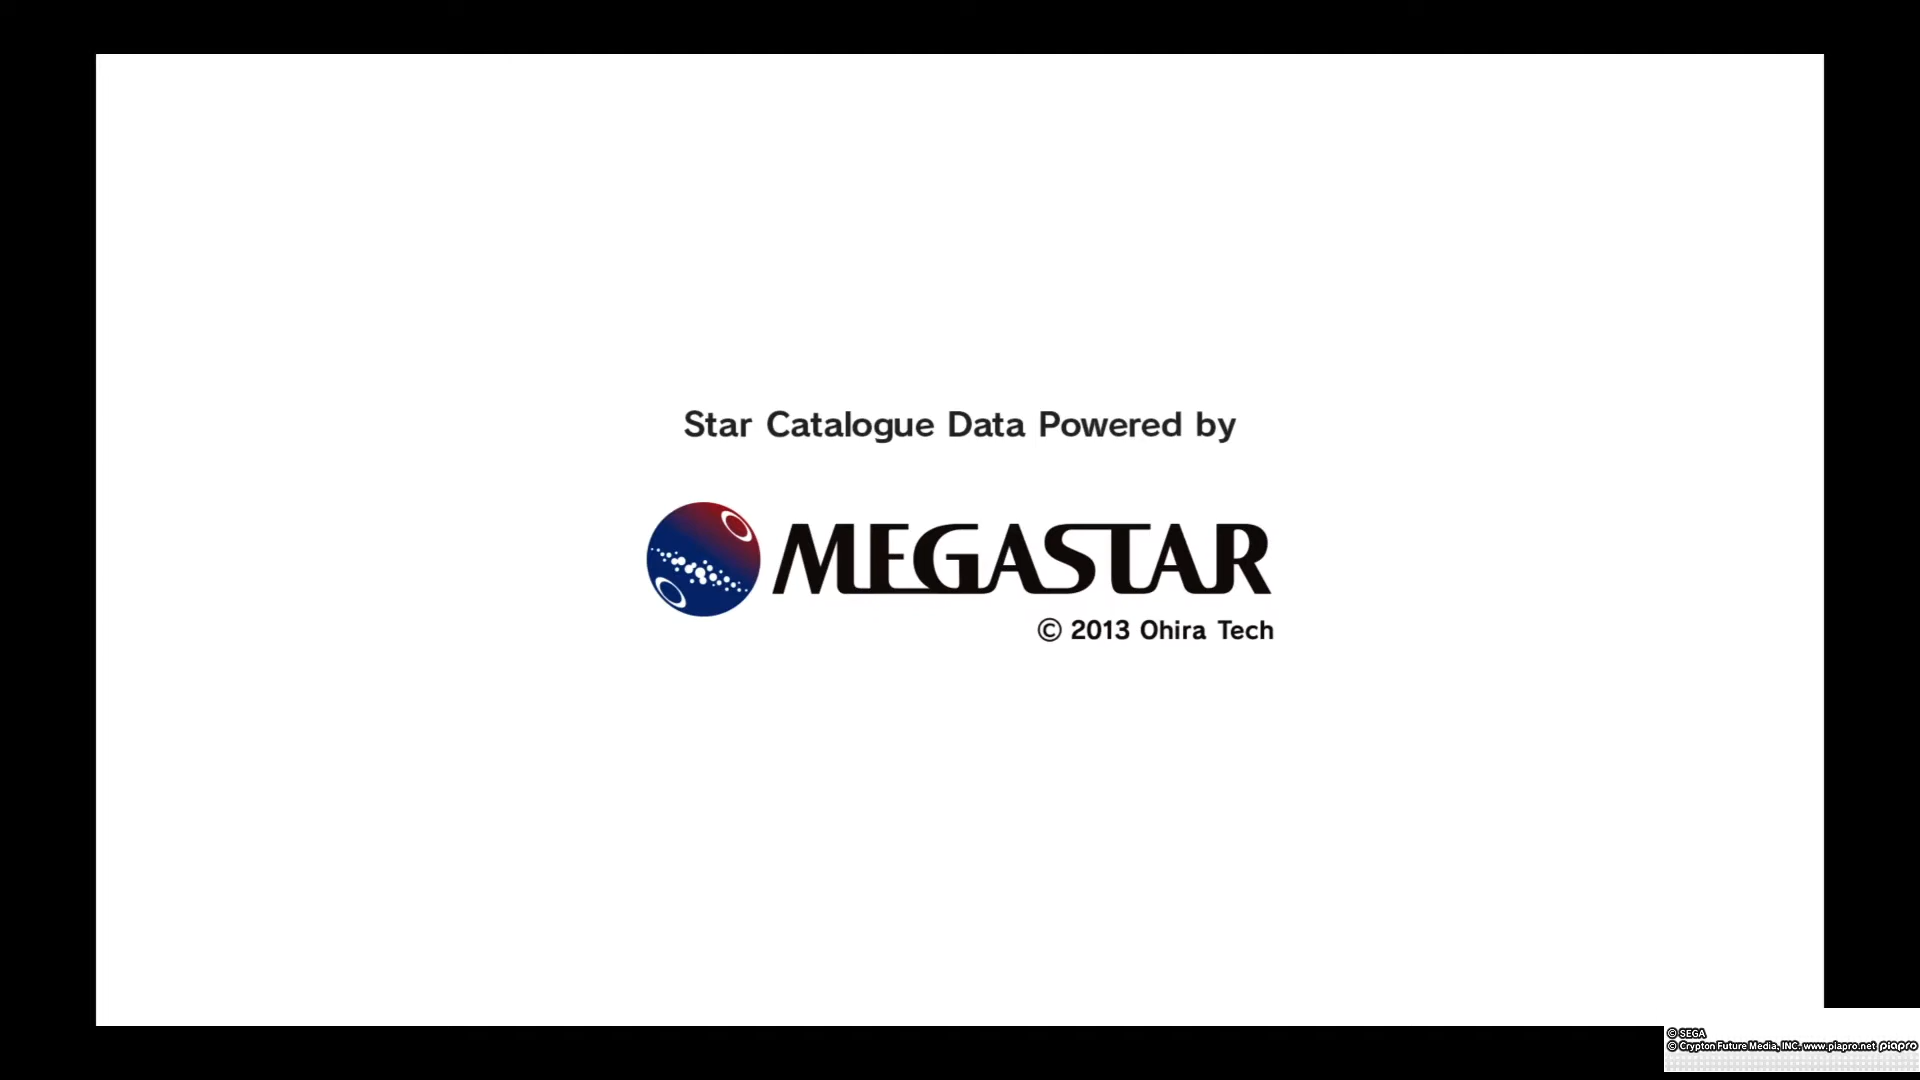 Star Catalogue Data Powered by
MEGASTAR
© 2013 Ohira Tech
© SEGA
© Crypton Future Media, INC. www.piapro.net piapro